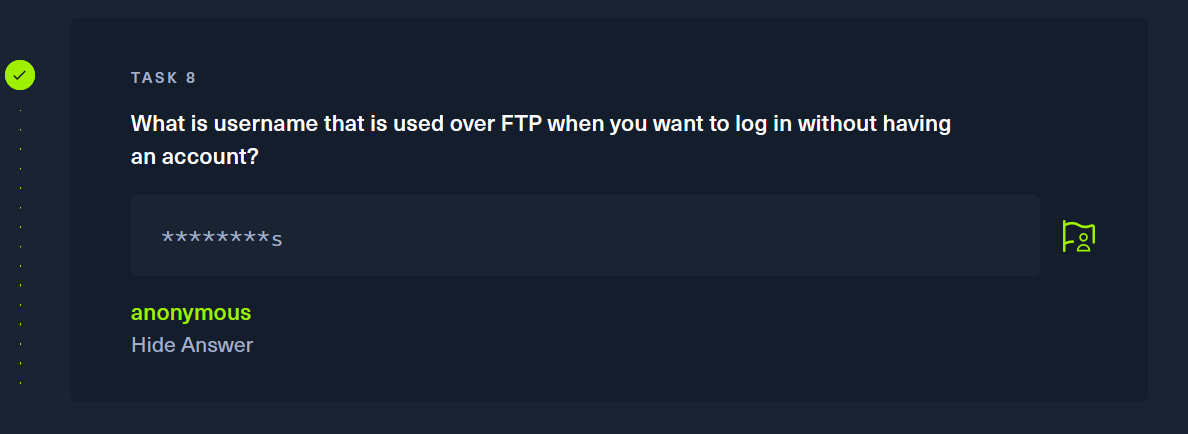 TASK 8
What is username that is used over FTP when you want to log in without having
an account?
********s
anonymous
Hide Answer